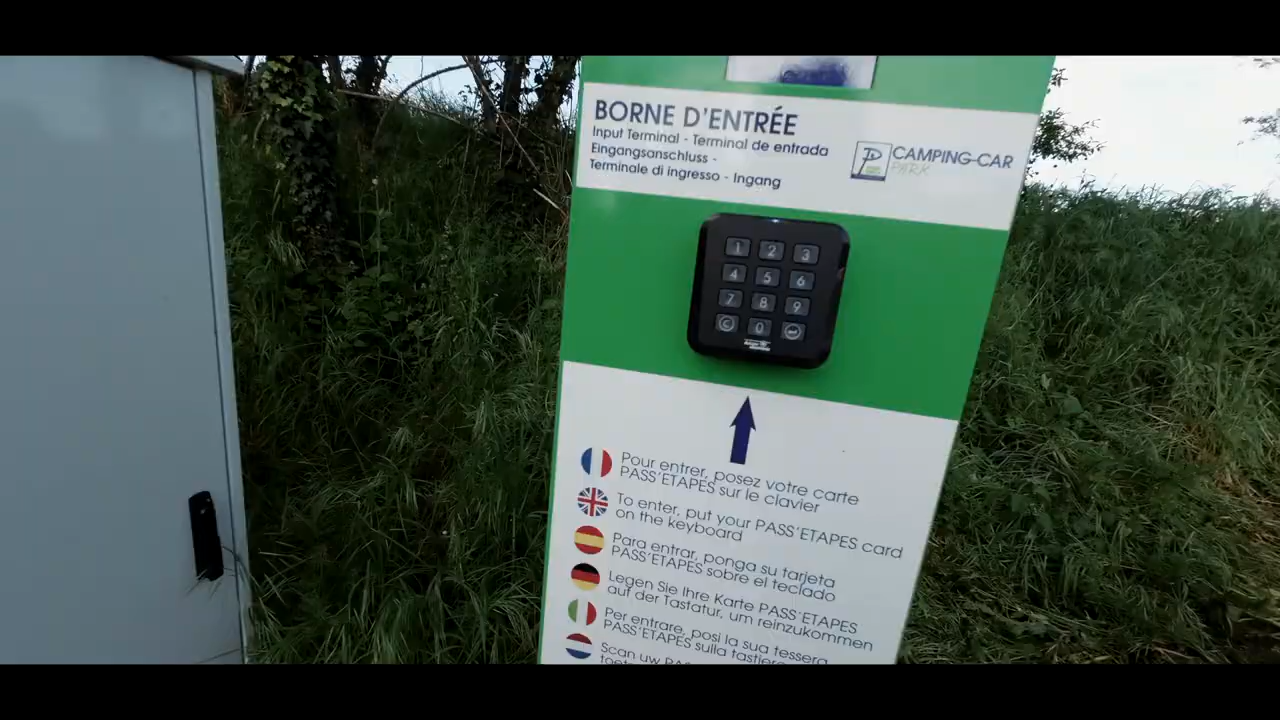 BORNE D'ENTRÉE
Input Terminal - Terminal de entrada
Eingangsanschluss -
Terminale di ingresso - Ingang
CAMPING-CAR
PARK
1 2 3
4 5 6
7 8 9
C 0
Pour entrer, posez votre carte
PASS'ETAPES sur le clavier
To enter, put your PASS'ETAPES card
on the keyboard
Para entrar, ponga su tarjeta
PASS'ETAPES sobre el teclado
Legen Sie Ihre Karte PASS'ETAPES
auf der Tastatur, um reinzukommen
Per entrare, posi la sua tessera
PASS'ETAPES sulla tastiera
Scan uw